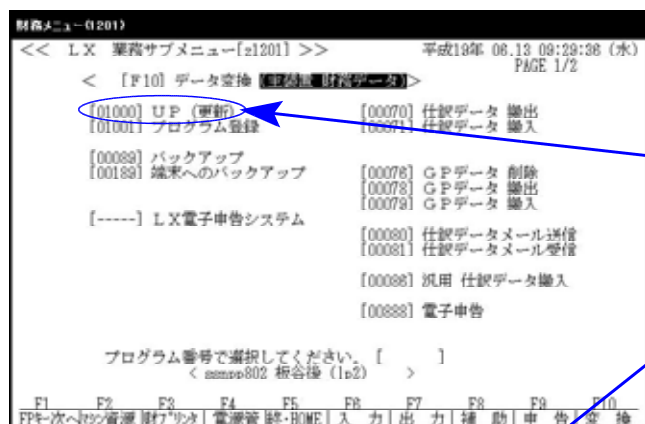 財務メニュー(1201)
<< LX 業務サブメニュー[z1201] >> 平成19年 06.13 09:29:36 (水)
PAGE 1/2
< [F10] データ変換 >
[01000] UP (更新) [00070] 仕訳データ 搬出
[01001] プログラム登録 [00071] 仕訳データ 搬入
[00089] バックアップ
[00189] 端末へのバックアップ [00076] GPデータ 削除
[00078] GPデータ 搬出
[00079] GPデータ 搬入
[-----] LX電子申告システム
[00080] 仕訳データメール送信
[00081] 仕訳データメール受信
[00086] 汎用 仕訳データ搬入
[00888] 電子申告
プログラム番号で選択してください。 [ ]
F1 F2 F3 F4 F5 F6 F7 F8 F9 F10
入 力 出 力 補 助 申 告 変 換